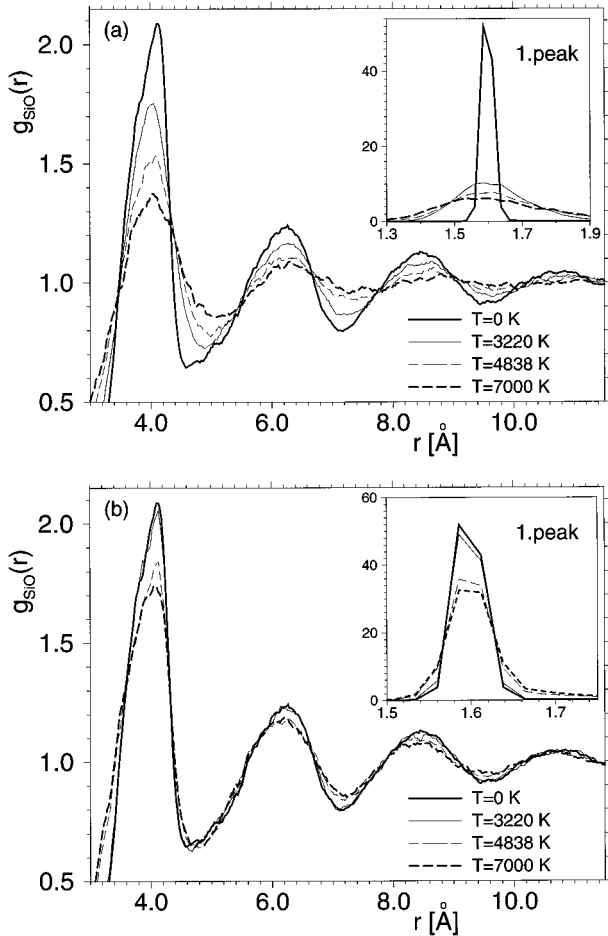 (a)
g_SiO(r)
2.0
1.5
1.0
0.5
4.0 6.0 8.0 10.0
r [Å]
1.peak
40
20
0
1.3 1.5 1.7 1.9
T=0 K
T=3220 K
T=4838 K
T=7000 K
(b)
g_SiO(r)
2.0
1.5
1.0
0.5
4.0 6.0 8.0 10.0
r [Å]
1.peak
60
40
20
0
1.5 1.6 1.7
T=0 K
T=3220 K
T=4838 K
T=7000 K